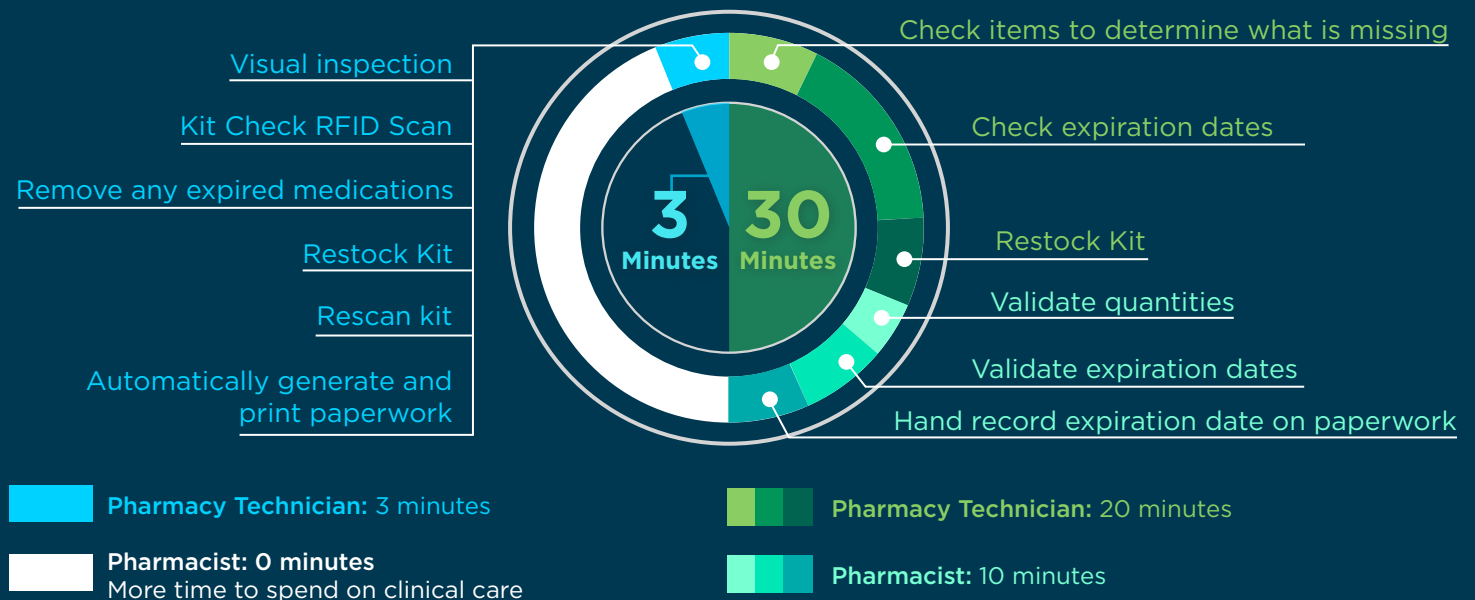 Visual inspection
Kit Check RFID Scan
Remove any expired medications
Restock Kit
Rescan kit
Automatically generate and
print paperwork
3
Minutes
30
Minutes
Check items to determine what is missing
Check expiration dates
Restock Kit
Validate quantities
Validate expiration dates
Hand record expiration date on paperwork
Pharmacy Technician: 3 minutes
Pharmacist: 0 minutes
More time to spend on clinical care
Pharmacy Technician: 20 minutes
Pharmacist: 10 minutes